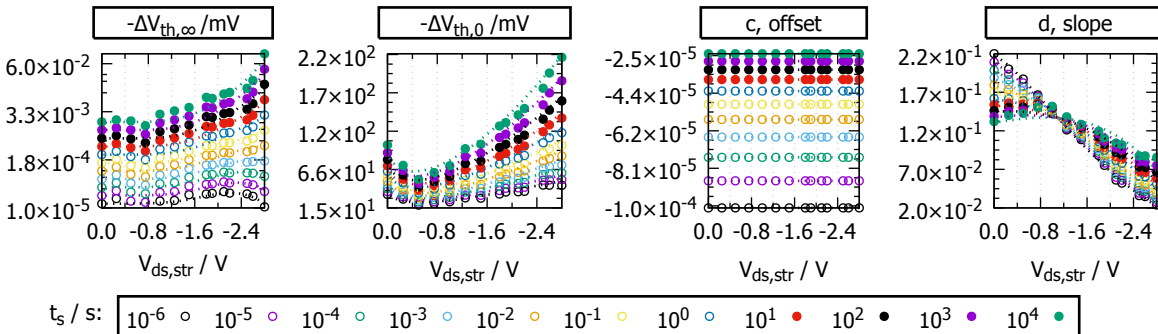 -ΔV_th,∞ /mV
6.0×10^-2
3.3×10^-3
1.8×10^-4
1.0×10^-5
0.0 -0.8 -1.6 -2.4
V_ds,str / V
-ΔV_th,0 /mV
2.2×10^2
1.7×10^2
1.2×10^2
6.6×10^1
1.5×10^1
0.0 -0.8 -1.6 -2.4
V_ds,str / V
c, offset
-2.5×10^-5
-4.4×10^-5
-6.2×10^-5
-8.1×10^-5
-1.0×10^-4
0.0 -0.8 -1.6 -2.4
V_ds,str / V
d, slope
2.2×10^-1
1.7×10^-1
1.2×10^-1
7.0×10^-2
2.0×10^-2
0.0 -0.8 -1.6 -2.4
V_ds,str / V
t_s / s: 10^-6 10^-5 10^-4 10^-3 10^-2 10^-1 10^0 10^1 10^2 10^3 10^4